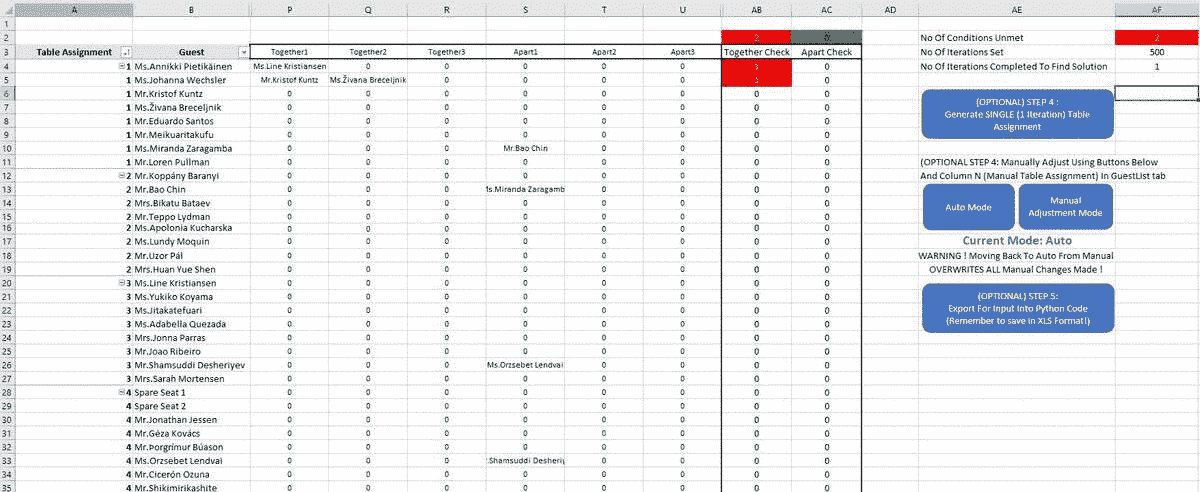 A B P Q R S T U AB AC AD AE AF
1
2 2 0 No Of Conditions Unmet 2
3 Table Assignment Guest Together1 Together2 Together3 Apart1 Apart2 Apart3 Together Check Apart Check No Of Iterations Set 500
4 1 Ms.Annikki Pietikäinen Ms.Line Kristiansen 0 0 0 0 0 0 No Of Iterations Completed To Find Solution 1
5 1 Ms.Johanna Wechsler Mr.Kristof Kuntz Ms.Živana Breceljnik 0 0 0 0 1 0
6 1 Mr.Kristof Kuntz 0 0 0 0 0 0 0 0
7 1 Ms.Živana Breceljnik 0 0 0 0 0 0 0 0
(OPTIONAL) STEP 4 :
8 1 Mr.Eduardo Santos 0 0 0 0 0 0 0 0
Generate SINGLE (1 Iteration) Table
9 1 Mr.Meikuaritakufu 0 0 0 0 0 0 0 0
Assignment
10 1 Ms.Miranda Zaragamba 0 0 0 Mr.Bao Chin 0 0 0 0
11 1 Mr.Loren Pullman 0 0 0 0 0 0 0 0 (OPTIONAL STEP 4: Manually Adjust Using Buttons Below
12 2 Mr.Koppány Baranyi 0 0 0 0 0 0 0 0 And Column N (Manual Table Assignment) In GuestList tab
13 2 Mr.Bao Chin 0 0 0 Ms.Miranda Zaragamb 0 0 0 0
14 2 Mrs.Bikatu Bataev 0 0 0 0 0 0 0 0
Auto Mode
Manual
Adjustment Mode
15 2 Mr.Teppo Lydman 0 0 0 0 0 0 0 0
16 2 Ms.Apolonia Kucharska 0 0 0 0 0 0 0 0
17 2 Ms.Lundy Moquin 0 0 0 0 0 0 0 0 Current Mode: Auto
18 2 Mr.Uzor Pál 0 0 0 0 0 0 0 0 WARNING ! Moving Back To Auto From Manual
19 2 Mrs.Huan Yue Shen 0 0 0 0 0 0 0 0 OVERWRITES ALL Manual Changes Made !
20 3 Ms.Line Kristiansen 0 0 0 0 0 0 0 0
21 3 Ms.Yukiko Koyama 0 0 0 0 0 0 0 0
(OPTIONAL) STEP 5:
22 3 Ms.Jitakatefuari 0 0 0 0 0 0 0 0
Export For Input Into Python Code
23 3 Ms.Adabella Quezada 0 0 0 0 0 0 0 0
(Remember to save in XLS Format!)
24 3 Mrs.Jonna Parras 0 0 0 0 0 0 0 0
25 3 Mr.Joao Ribeiro 0 0 0 0 0 0 0 0
26 3 Mr.Shamsuddi Desheriyev 0 0 0 Ms.Orzsebet Lendvai 0 0 0 0
27 3 Mrs.Sarah Mortensen 0 0 0 0 0 0 0 0
28 4 Spare Seat 1 0 0 0 0 0 0 0 0
29 4 Spare Seat 2 0 0 0 0 0 0 0 0
30 4 Mr.Jonathan Jessen 0 0 0 0 0 0 0 0
31 4 Mr.Géza Kovács 0 0 0 0 0 0 0 0
32 4 Mr.Þorgrímur Búason 0 0 0 0 0 0 0 0
33 4 Ms.Orzsebet Lendvai 0 0 0 .Shamsuddi Desheriy 0 0 0 0
34 4 Mr.Cicerón Ozuna 0 0 0 0 0 0 0 0
35 4 Mr.Shikimirikashite 0 0 0 0 0 0 0 0